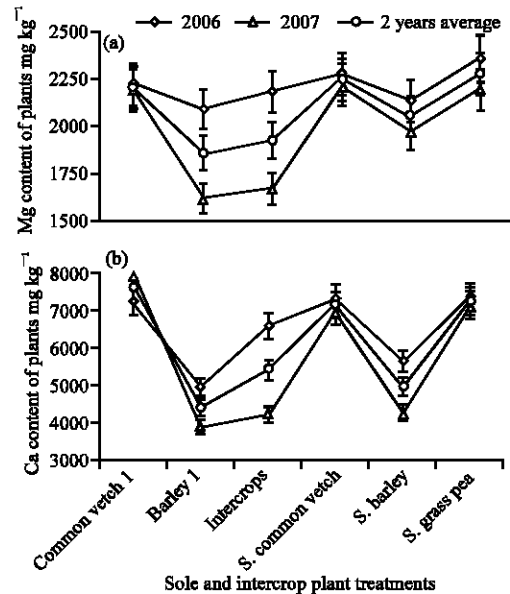 2006 2007 2 years average
(a)
Mg content of plants mg kg⁻¹
2500
2250
2000
1750
1500
(b)
Ca content of plants mg kg⁻¹
8000
7000
6000
5000
4000
3000
Common vetch 1
Barley 1
Intercrops
S. common vetch
S. barley
S. grass pea
Sole and intercrop plant treatments